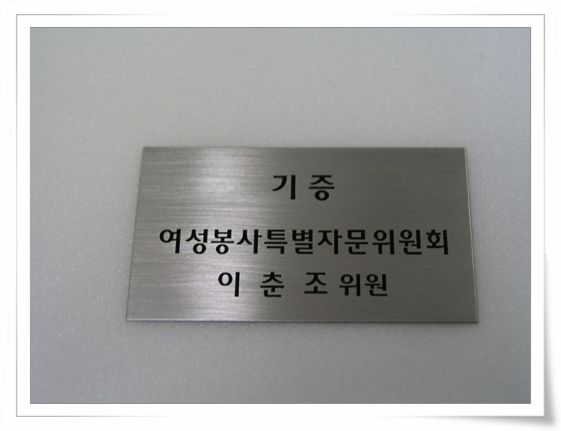 기 증
여성봉사특별자문위원회
이 춘 조 위원